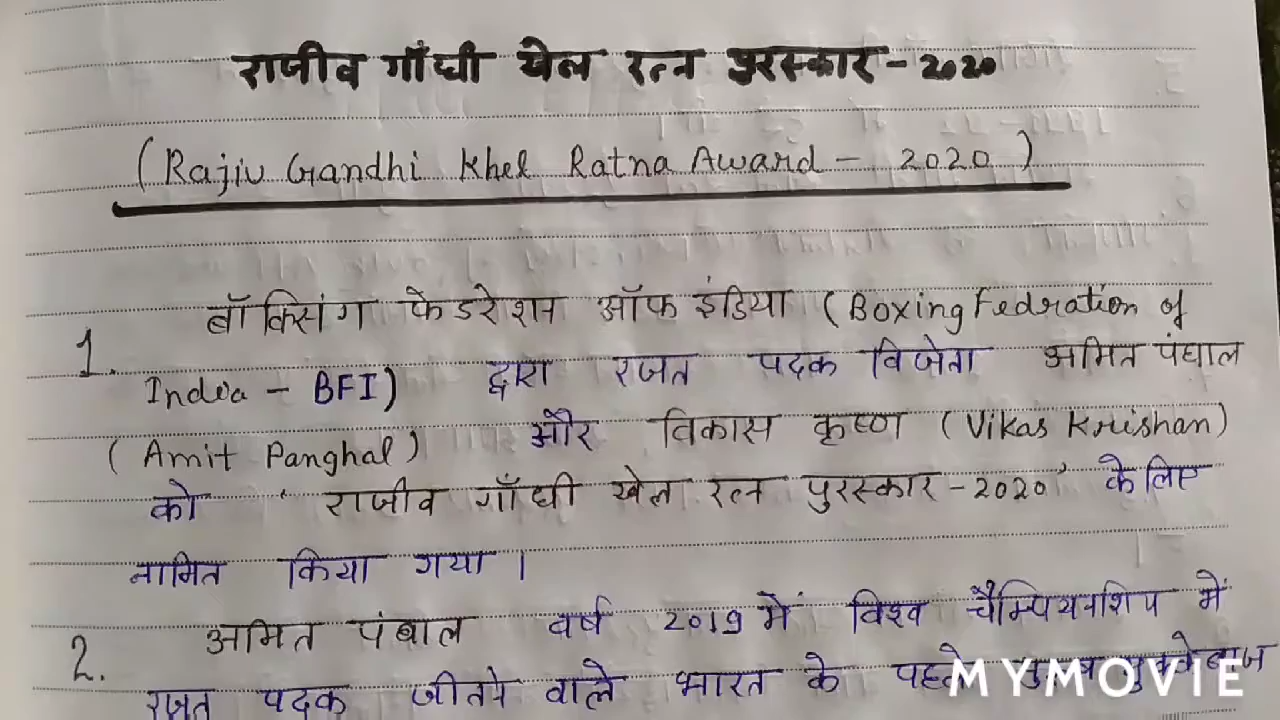 राजीव गाँधी खेल रत्न पुरस्कार - 2020
(Rajiv Gandhi Khel Ratna Award - 2020)
1. बॉक्सिंग फेडरेशन ऑफ इंडिया (Boxing Fedration of
India - BFI) द्वारा रजत पदक विजेता अमित पंघाल
(Amit Panghal) और विकास कृष्ण (Vikas Krishan)
को 'राजीव गाँधी खेल रत्न पुरस्कार - 2020' के लिए
नामित किया गया ।
2. अमित पंघाल वर्ष 2019 में विश्व चैम्पियनशिप में
रजत पदक जीतने वाले भारत के पहले पुरुष मुक्केबाज
MYMOVIE